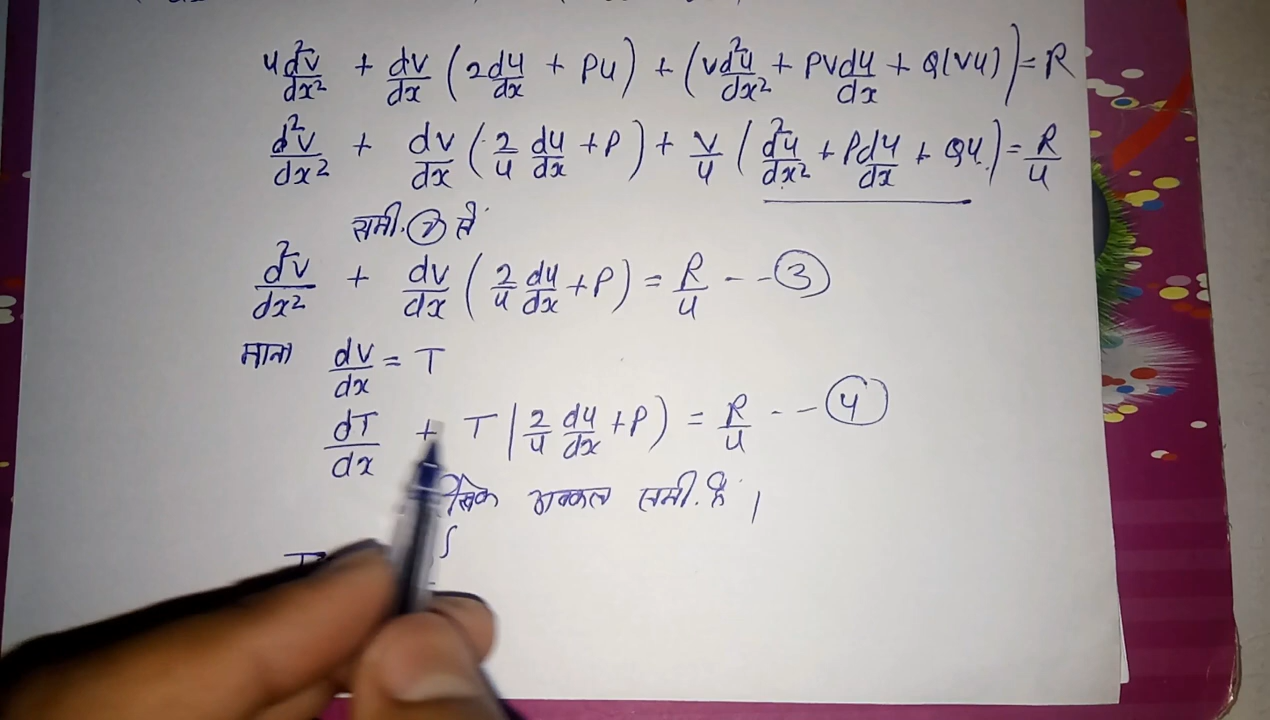 u d²v/dx² + dv/dx (2 du/dx + Pu) + (v d²u/dx² + Pv du/dx + Q(vu)) = R
d²v/dx² + dv/dx (2/u du/dx + P) + v/u (d²u/dx² + P du/dx + Qu) = R/u
समी. ② से
d²v/dx² + dv/dx (2/u du/dx + P) = R/u - - ③
माना dv/dx = T
dT/dx + T (2/u du/dx + P) = R/u - - ④
अवकल समी. है ।
∫